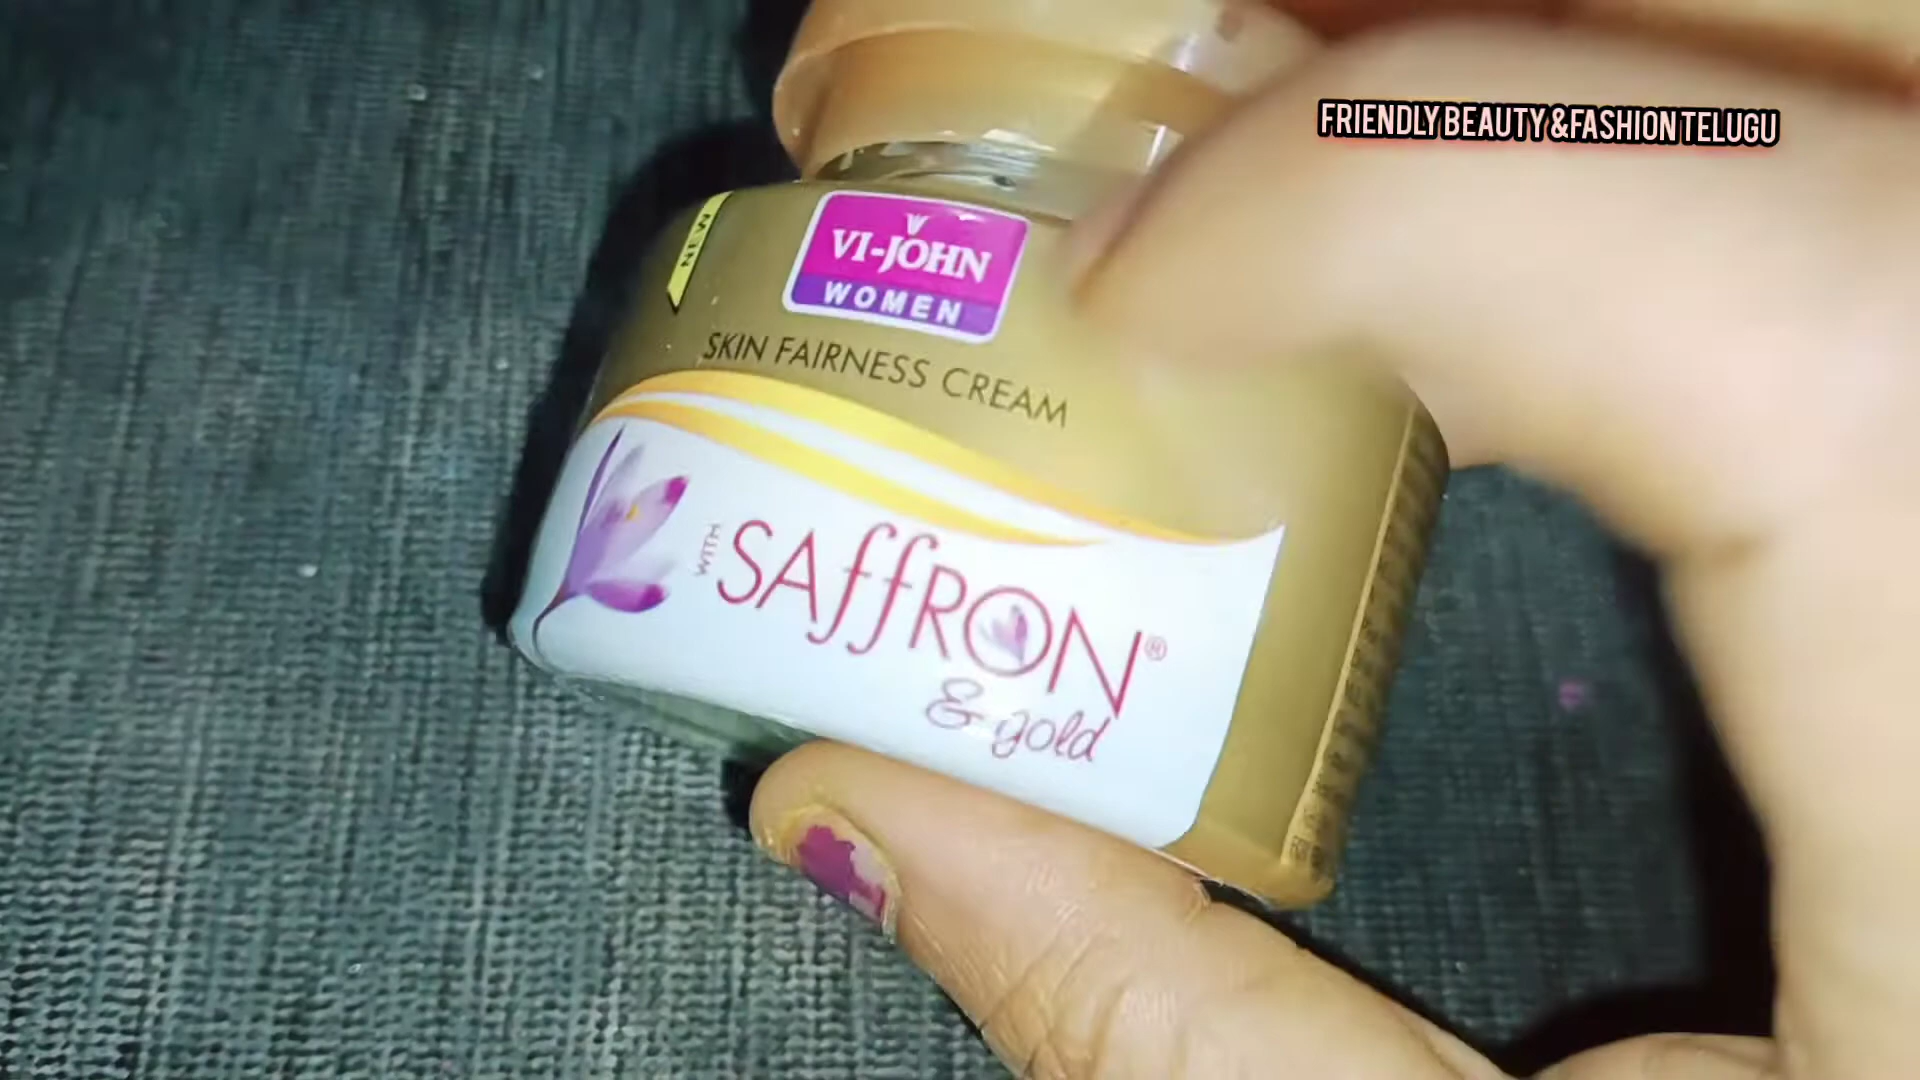 FRIENDLY BEAUTY &FASHION TELUGU
NEW
VI-JOHN
WOMEN
SKIN FAIRNESS CREAM
WITH
SAffRON®
& gold